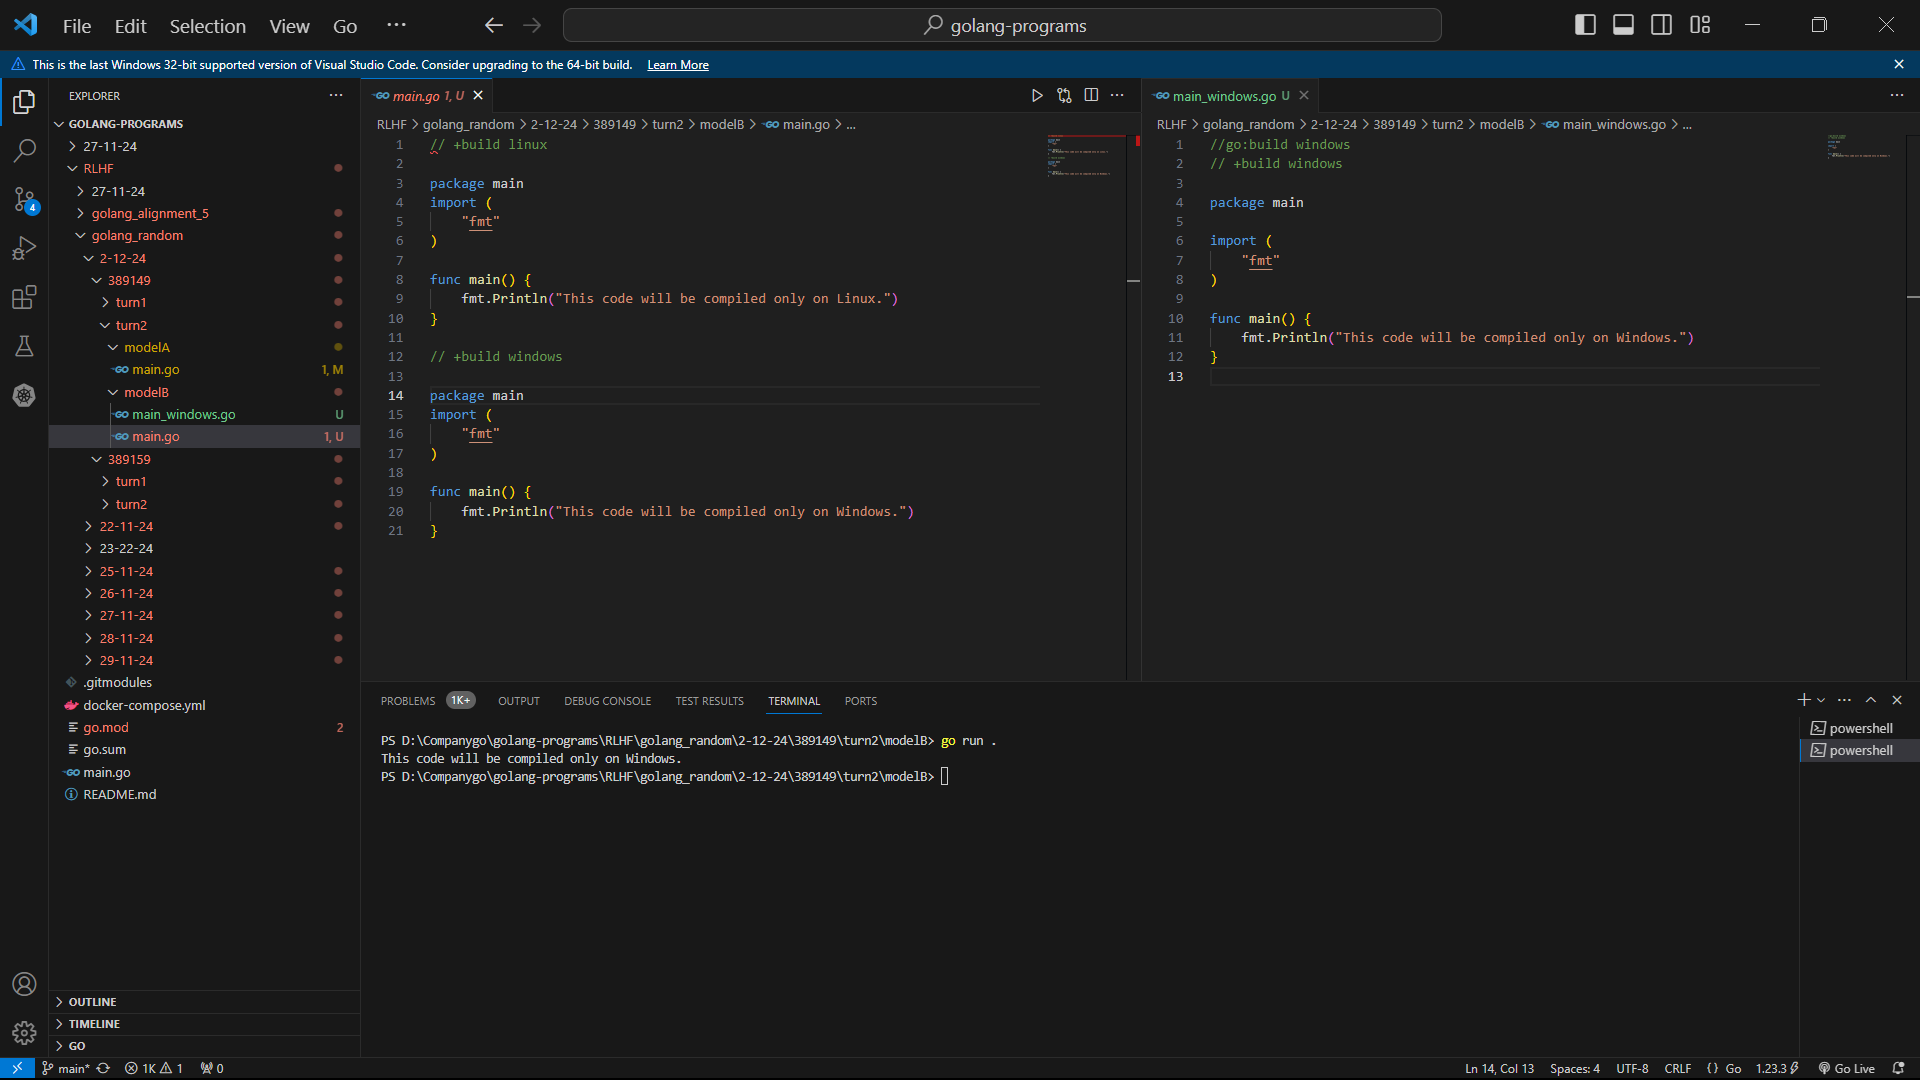 File Edit Selection View Go ··· golang-programs
This is the last Windows 32-bit supported version of Visual Studio Code. Consider upgrading to the 64-bit build. Learn More
EXPLORER
GOLANG-PROGRAMS
27-11-24
RLHF
27-11-24
golang_alignment_5
golang_random
2-12-24
389149
turn1
turn2
modelA
main.go 1, M
modelB
main_windows.go U
main.go 1, U
389159
turn1
turn2
22-11-24
23-22-24
25-11-24
26-11-24
27-11-24
28-11-24
29-11-24
.gitmodules
docker-compose.yml
go.mod 2
go.sum
main.go
README.md
OUTLINE
TIMELINE
GO
4
main.go 1, U
RLHF > golang_random > 2-12-24 > 389149 > turn2 > modelB > main.go > ...
1 // +build linux
2
3 package main
4 import (
5 "fmt"
6 )
7
8 func main() {
9 fmt.Println("This code will be compiled only on Linux.")
10 }
11
12 // +build windows
13
14 package main
15 import (
16 "fmt"
17 )
18
19 func main() {
20 fmt.Println("This code will be compiled only on Windows.")
21 }
main_windows.go U
RLHF > golang_random > 2-12-24 > 389149 > turn2 > modelB > main_windows.go > ...
1 //go:build windows
2 // +build windows
3
4 package main
5
6 import (
7 "fmt"
8 )
9
10 func main() {
11 fmt.Println("This code will be compiled only on Windows.")
12 }
13
PROBLEMS 1K+ OUTPUT DEBUG CONSOLE TEST RESULTS TERMINAL PORTS
PS D:\Companygo\golang-programs\RLHF\golang_random\2-12-24\389149\turn2\modelB> go run .
This code will be compiled only on Windows.
PS D:\Companygo\golang-programs\RLHF\golang_random\2-12-24\389149\turn2\modelB>
powershell
powershell
main* 1K 1 0 Ln 14, Col 13 Spaces: 4 UTF-8 CRLF {} Go 1.23.3 Go Live